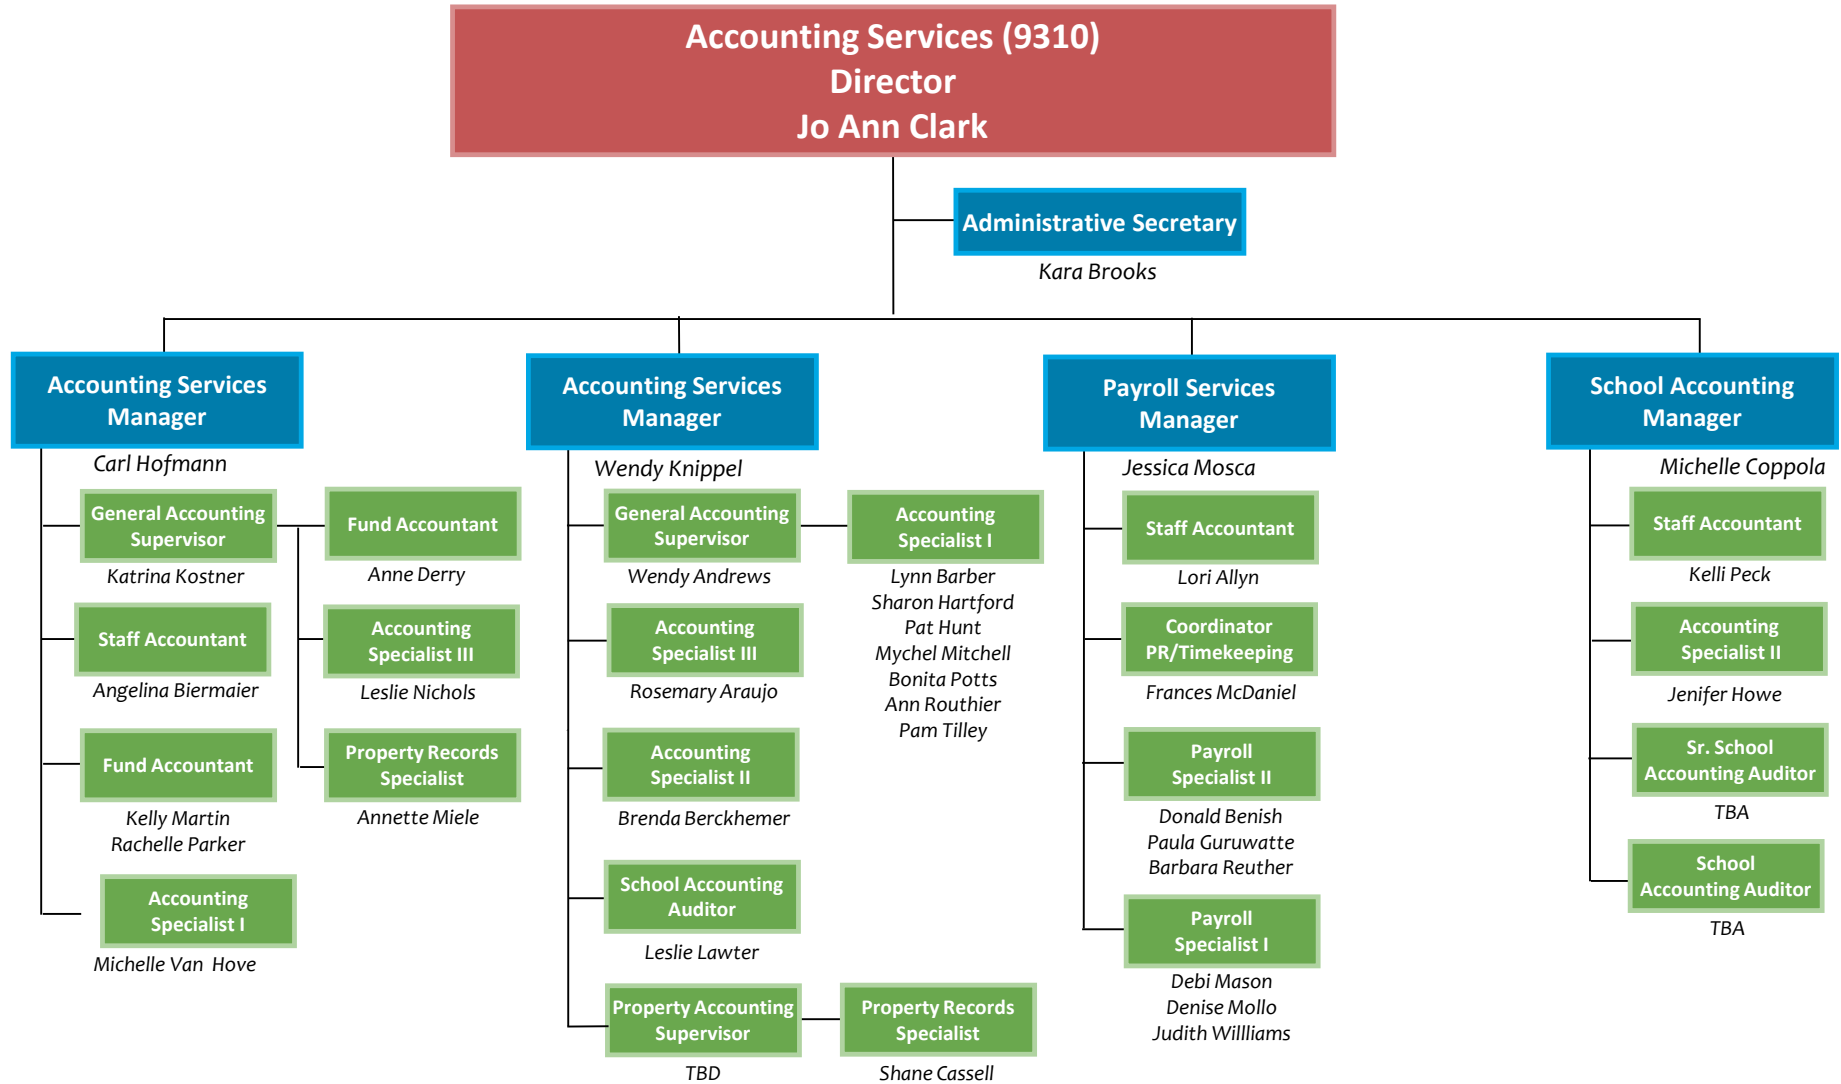 Accounting Services (9310)
Director
Jo Ann Clark
Administrative Secretary
Kara Brooks
Accounting Services
Manager
Carl Hofmann
General Accounting
Supervisor
Katrina Kostner
Fund Accountant
Anne Derry
Staff Accountant
Angelina Biermaier
Accounting
Specialist III
Leslie Nichols
Fund Accountant
Kelly Martin
Rachelle Parker
Property Records
Specialist
Annette Miele
Accounting
Specialist I
Michelle Van  Hove
Accounting Services
Manager
Wendy Knippel
General Accounting
Supervisor
Wendy Andrews
Accounting
Specialist I
Lynn Barber
Sharon Hartford
Pat Hunt
Mychel Mitchell
Bonita Potts
Ann Routhier
Pam Tilley
Accounting
Specialist III
Rosemary Araujo
Accounting
Specialist II
Brenda Berckhemer
School Accounting
Auditor
Leslie Lawter
Property Accounting
Supervisor
TBD
Property Records
Specialist
Shane Cassell
Payroll Services
Manager
Jessica Mosca
Staff Accountant
Lori Allyn
Coordinator
PR/Timekeeping
Frances McDaniel
Payroll
Specialist II
Donald Benish
Paula Guruwatte
Barbara Reuther
Payroll
Specialist I
Debi Mason
Denise Mollo
Judith Willliams
School Accounting
Manager
Michelle Coppola
Staff Accountant
Kelli Peck
Accounting
Specialist II
Jenifer Howe
Sr. School
Accounting Auditor
TBA
School
Accounting Auditor
TBA